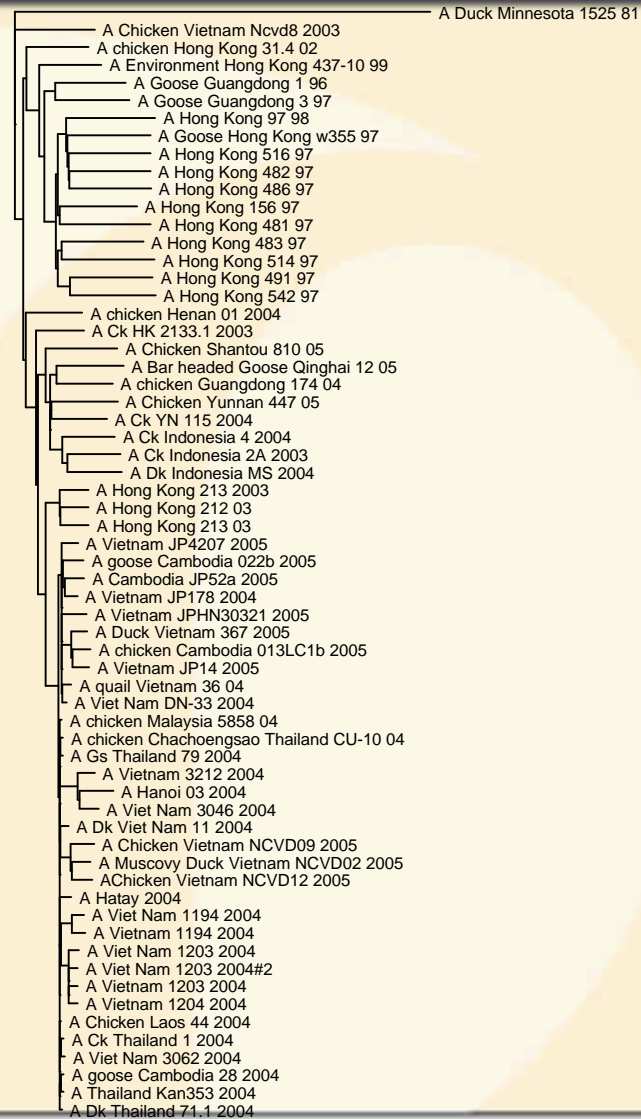 A Duck Minnesota 1525 81
A Chicken Vietnam Ncvd8 2003
A chicken Hong Kong 31.4 02
A Environment Hong Kong 437-10 99
A Goose Guangdong 1 96
A Goose Guangdong 3 97
A Hong Kong 97 98
A Goose Hong Kong w355 97
A Hong Kong 516 97
A Hong Kong 482 97
A Hong Kong 486 97
A Hong Kong 156 97
A Hong Kong 481 97
A Hong Kong 483 97
A Hong Kong 514 97
A Hong Kong 491 97
A Hong Kong 542 97
A chicken Henan 01 2004
A Ck HK 2133.1 2003
A Chicken Shantou 810 05
A Bar headed Goose Qinghai 12 05
A chicken Guangdong 174 04
A Chicken Yunnan 447 05
A Ck YN 115 2004
A Ck Indonesia 4 2004
A Ck Indonesia 2A 2003
A Dk Indonesia MS 2004
A Hong Kong 213 2003
A Hong Kong 212 03
A Hong Kong 213 03
A Vietnam JP4207 2005
A goose Cambodia 022b 2005
A Cambodia JP52a 2005
A Vietnam JP178 2004
A Vietnam JPHN30321 2005
A Duck Vietnam 367 2005
A chicken Cambodia 013LC1b 2005
A Vietnam JP14 2005
A quail Vietnam 36 04
A Viet Nam DN-33 2004
A chicken Malaysia 5858 04
A chicken Chachoengsao Thailand CU-10 04
A Gs Thailand 79 2004
A Vietnam 3212 2004
A Hanoi 03 2004
A Viet Nam 3046 2004
A Dk Viet Nam 11 2004
A Chicken Vietnam NCVD09 2005
A Muscovy Duck Vietnam NCVD02 2005
AChicken Vietnam NCVD12 2005
A Hatay 2004
A Viet Nam 1194 2004
A Vietnam 1194 2004
A Viet Nam 1203 2004
A Viet Nam 1203 2004#2
A Vietnam 1203 2004
A Vietnam 1204 2004
A Chicken Laos 44 2004
A Ck Thailand 1 2004
A Viet Nam 3062 2004
A goose Cambodia 28 2004
A Thailand Kan353 2004
A Dk Thailand 71.1 2004